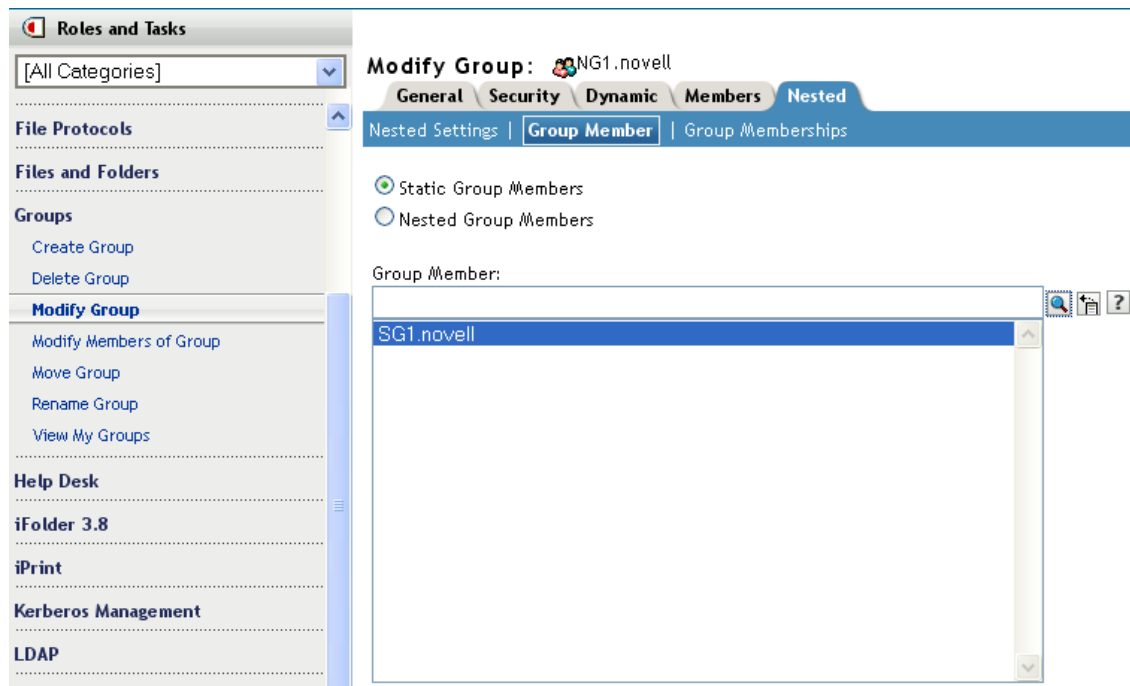 Roles and Tasks
[All Categories]
File Protocols
Files and Folders
Groups
Create Group
Delete Group
Modify Group
Modify Members of Group
Move Group
Rename Group
View My Groups
Help Desk
iFolder 3.8
iPrint
Kerberos Management
LDAP
Modify Group: NG1.novell
General Security Dynamic Members Nested
Nested Settings | Group Member | Group Memberships
Static Group Members
Nested Group Members
Group Member:
?
SG1.novell